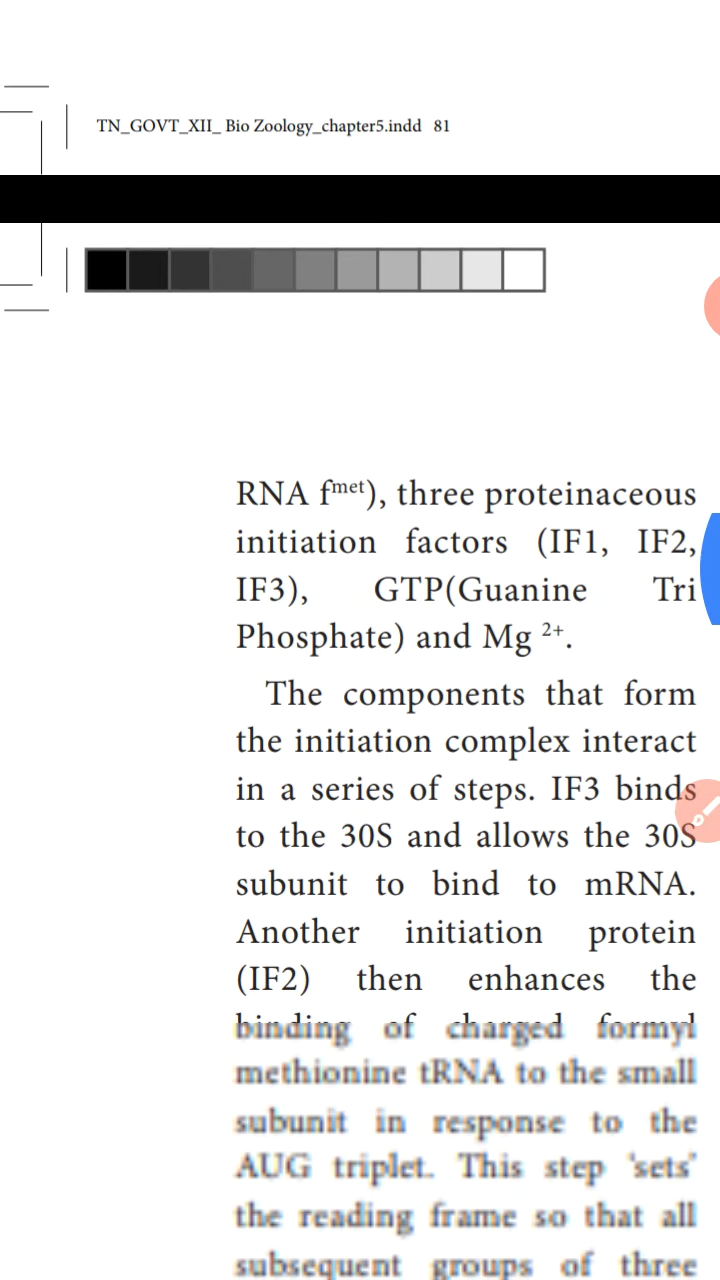 TN_GOVT_XII_ Bio Zoology_chapter5.indd 81
RNA fᵐᵉᵗ), three proteinaceous
initiation factors (IF1, IF2,
IF3), GTP(Guanine Tri
Phosphate) and Mg ²⁺.
The components that form
the initiation complex interact
in a series of steps. IF3 binds
to the 30S and allows the 30S
subunit to bind to mRNA.
Another initiation protein
(IF2) then enhances the
binding of charged formyl
methionine tRNA to the small
subunit in response to the
AUG triplet. This step ‘sets’
the reading frame so that all
subsequent groups of three